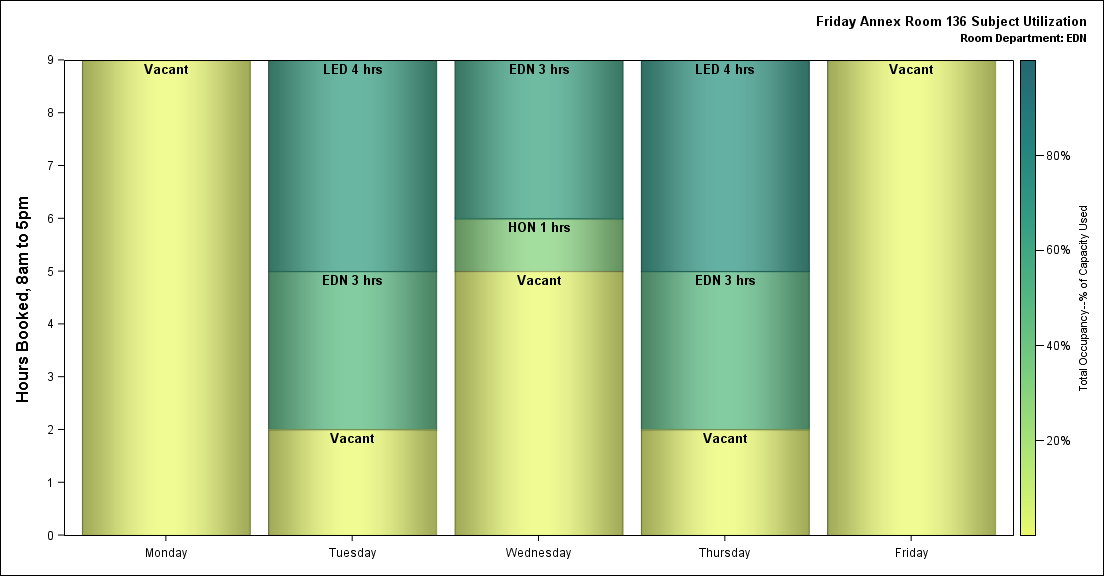 Friday Annex Room 136 Subject Utilization
Room Department: EDN
Hours Booked, 8am to 5pm
9
8
7
6
5
4
3
2
1
0
Vacant
LED 4 hrs
EDN 3 hrs
LED 4 hrs
Vacant
HON 1 hrs
EDN 3 hrs
Vacant
EDN 3 hrs
Vacant
Vacant
Monday
Tuesday
Wednesday
Thursday
Friday
80%
60%
40%
20%
Total Occupancy--% of Capacity Used